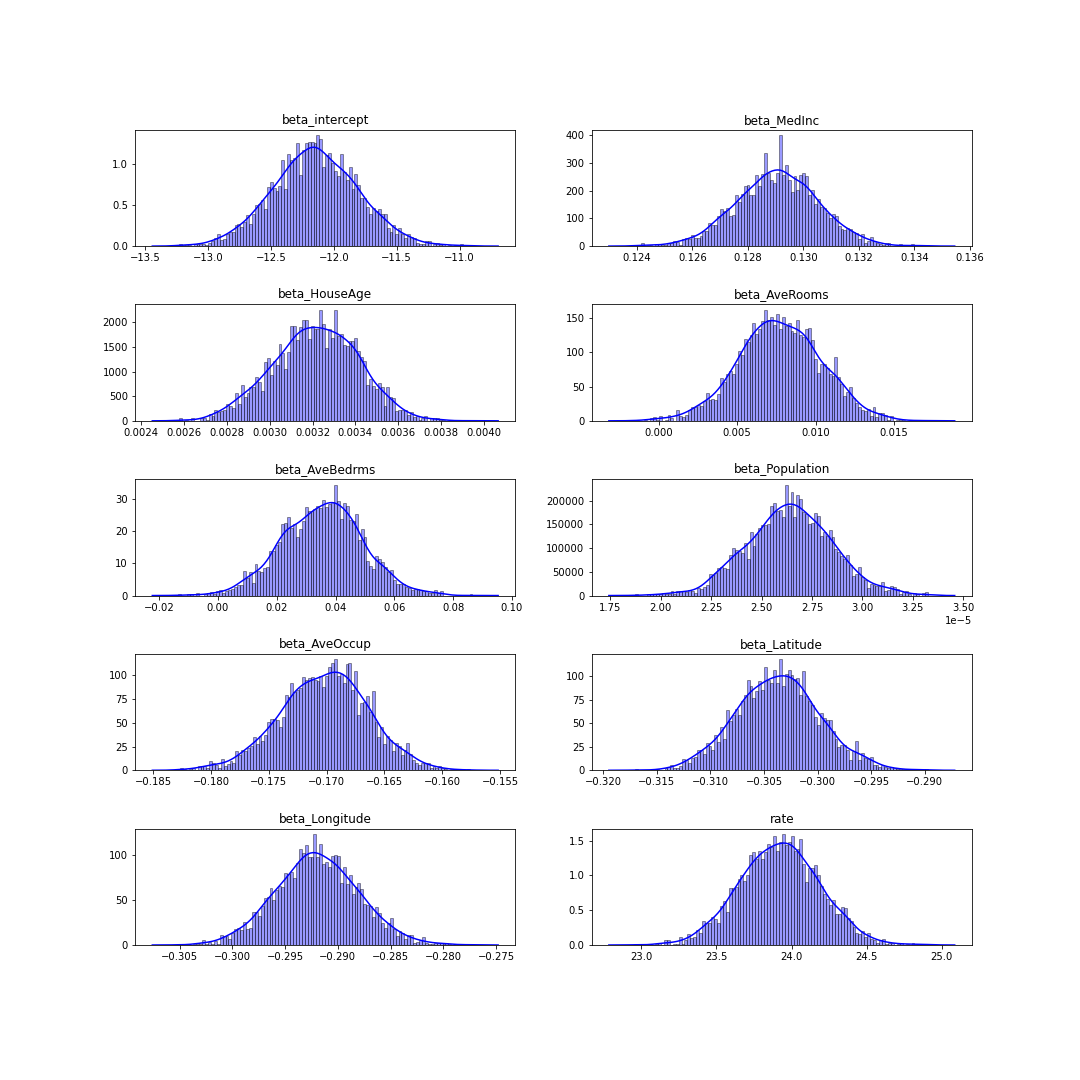 beta_intercept
1.0
0.5
0.0
−13.5 −13.0 −12.5 −12.0 −11.5 −11.0
beta_MedInc
400
300
200
100
0
0.124 0.126 0.128 0.130 0.132 0.134 0.136
beta_HouseAge
2000
1500
1000
500
0
0.0024 0.0026 0.0028 0.0030 0.0032 0.0034 0.0036 0.0038 0.0040
beta_AveRooms
150
100
50
0
0.000 0.005 0.010 0.015
beta_AveBedrms
30
20
10
0
−0.02 0.00 0.02 0.04 0.06 0.08 0.10
beta_Population
200000
150000
100000
50000
0
1.75 2.00 2.25 2.50 2.75 3.00 3.25 3.50
1e−5
beta_AveOccup
100
75
50
25
0
−0.185 −0.180 −0.175 −0.170 −0.165 −0.160 −0.155
beta_Latitude
100
75
50
25
0
−0.320 −0.315 −0.310 −0.305 −0.300 −0.295 −0.290
beta_Longitude
100
50
0
−0.305 −0.300 −0.295 −0.290 −0.285 −0.280 −0.275
rate
1.5
1.0
0.5
0.0
23.0 23.5 24.0 24.5 25.0